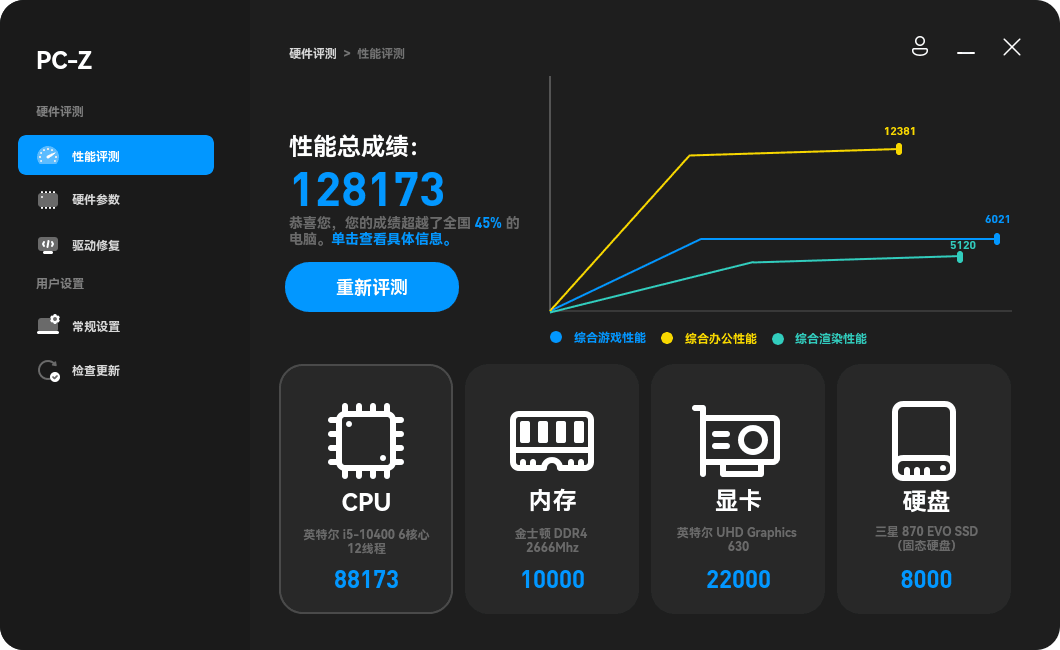 PC-Z
硬件评测
性能评测
硬件参数
驱动修复
用户设置
常规设置
检查更新
硬件评测 > 性能评测
性能总成绩：
128173
恭喜您，您的成绩超越了全国 45% 的
电脑。单击查看具体信息。
重新评测
12381
6021
5120
综合游戏性能
综合办公性能
综合渲染性能
CPU
英特尔 i5-10400 6核心
12线程
88173
内存
金士顿 DDR4
2666Mhz
10000
显卡
英特尔 UHD Graphics
630
22000
硬盘
三星 870 EVO SSD
（固态硬盘）
8000